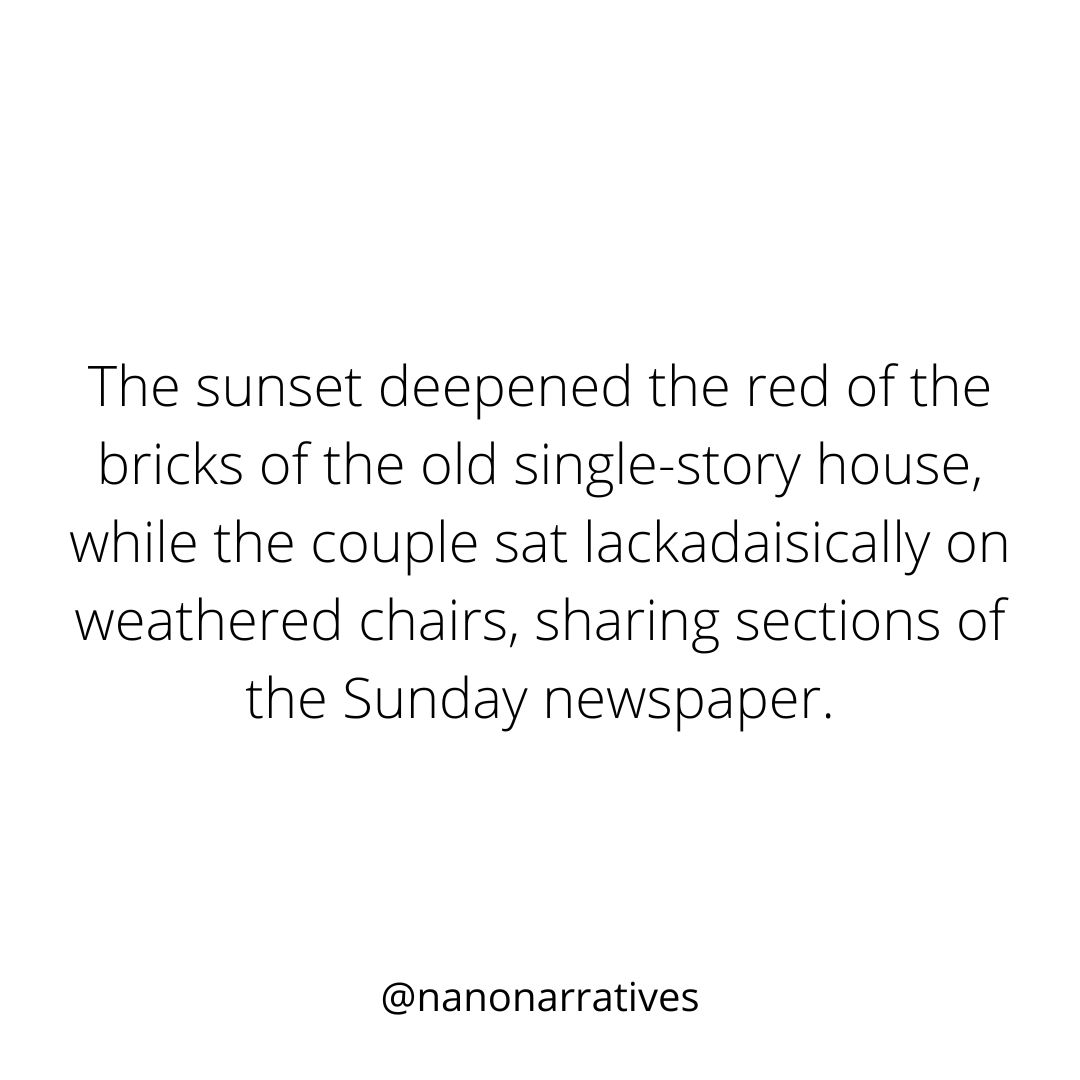 The sunset deepened the red of the
bricks of the old single-story house,
while the couple sat lackadaisically on
weathered chairs, sharing sections of
the Sunday newspaper.
@nanonarratives